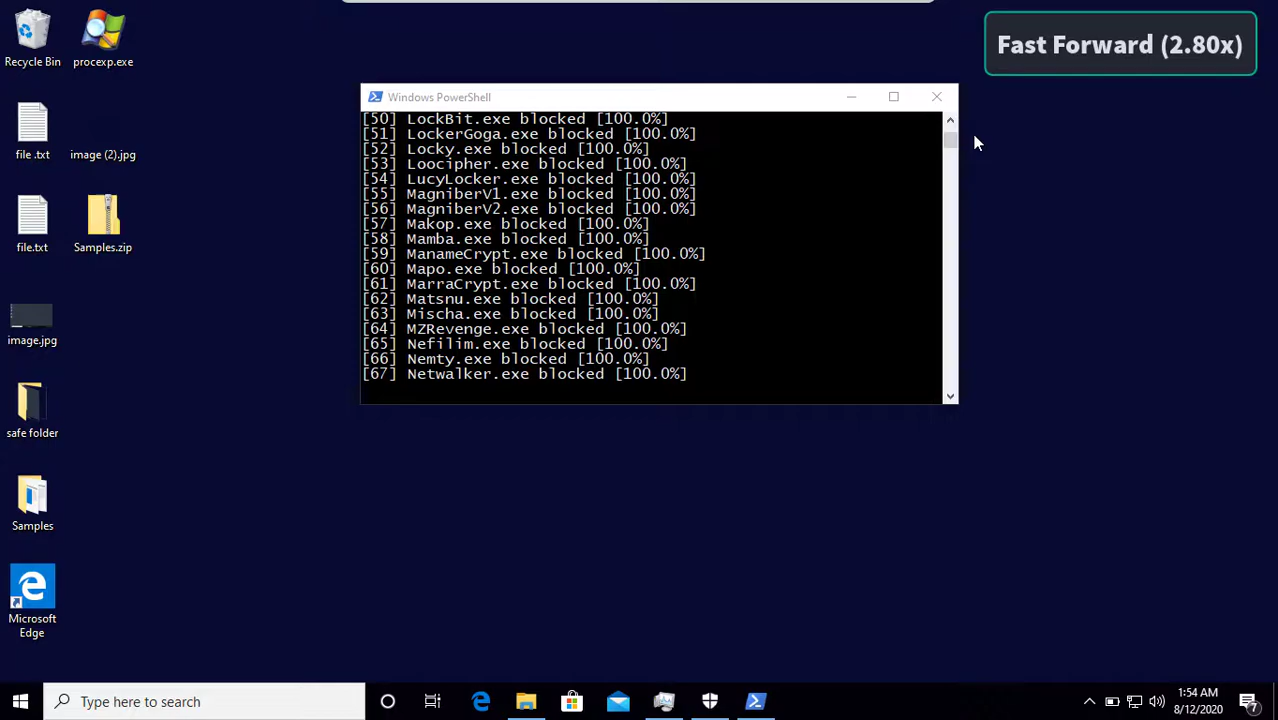 Recycle Bin
procexp.exe
file .txt
image (2).jpg
file.txt
Samples.zip
image.jpg
safe folder
Samples
Microsoft
Edge
Fast Forward (2.80x)
Windows PowerShell
[50] LockBit.exe blocked [100.0%]
[51] LockerGoga.exe blocked [100.0%]
[52] Locky.exe blocked [100.0%]
[53] Loocipher.exe blocked [100.0%]
[54] LucyLocker.exe blocked [100.0%]
[55] MagniberV1.exe blocked [100.0%]
[56] MagniberV2.exe blocked [100.0%]
[57] Makop.exe blocked [100.0%]
[58] Mamba.exe blocked [100.0%]
[59] ManameCrypt.exe blocked [100.0%]
[60] Mapo.exe blocked [100.0%]
[61] MarraCrypt.exe blocked [100.0%]
[62] Matsnu.exe blocked [100.0%]
[63] Mischa.exe blocked [100.0%]
[64] MZRevenge.exe blocked [100.0%]
[65] Nefilim.exe blocked [100.0%]
[66] Nemty.exe blocked [100.0%]
[67] Netwalker.exe blocked [100.0%]
Type here to search
1:54 AM
8/12/2020
7